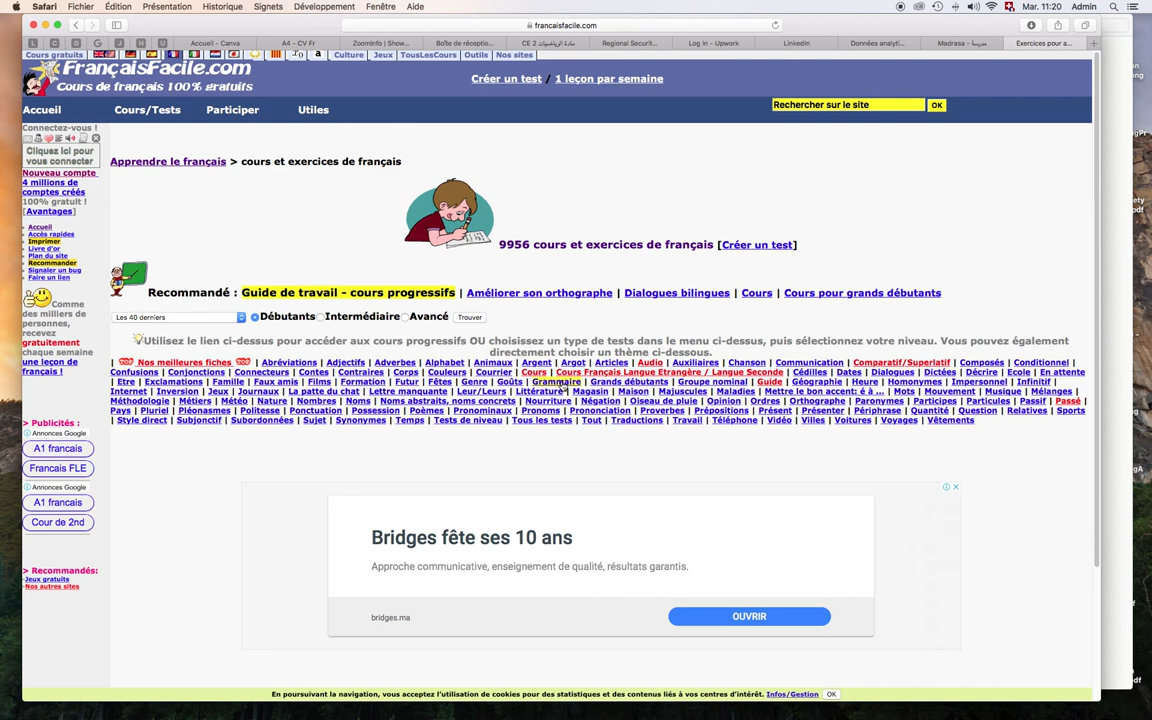 Safari Fichier Édition Présentation Historique Signets Développement Fenêtre Aide Mar. 11:20 Admin
francaisfacile.com
L C O G J H Accueil - Canva A4 - CV Fr ZoomInfo | Show... Boîte de réceptio... مادة الرياضيات CE 2 Regional Securit... Log In - Upwork LinkedIn Données analyti... Madrasa - مدرسة Exercices pour a...
Cours gratuits Culture Jeux TousLesCours Outils Nos sites
FrançaisFacile.com
Cours de français 100% gratuits
Créer un test / 1 leçon par semaine
Accueil Cours/Tests Participer Utiles Rechercher sur le site OK
Connectez-vous !
Cliquez ici pour
vous connecter
Nouveau compte
4 millions de
comptes créés
100% gratuit !
[Avantages]
Accueil
Accès rapides
Imprimer
Livre d'or
Plan du site
Recommander
Signaler un bug
Faire un lien
Comme
des milliers de
personnes,
recevez
gratuitement
chaque semaine
une leçon de
français !
> Publicités :
Annonces Google
A1 francais
Francais FLE
Annonces Google
A1 francais
Cour de 2nd
> Recommandés:
-Jeux gratuits
-Nos autres sites
Apprendre le français > cours et exercices de français
9956 cours et exercices de français [Créer un test]
Recommandé : Guide de travail - cours progressifs | Améliorer son orthographe | Dialogues bilingues | Cours | Cours pour grands débutants
Les 40 derniers Débutants Intermédiaire Avancé Trouver
Utilisez le lien ci-dessus pour accéder aux cours progressifs OU choisissez un type de tests dans le menu ci-dessus, puis sélectionnez votre niveau. Vous pouvez également
directement choisir un thème ci-dessous.
| Nos meilleures fiches | Abréviations | Adjectifs | Adverbes | Alphabet | Animaux | Argent | Argot | Articles | Audio | Auxiliaires | Chanson | Communication | Comparatif/Superlatif | Composés | Conditionnel |
Confusions | Conjonctions | Connecteurs | Contes | Contraires | Corps | Couleurs | Courrier | Cours | Cours Français Langue Etrangère / Langue Seconde | Cédilles | Dates | Dialogues | Dictées | Décrire | Ecole | En attente
| Etre | Exclamations | Famille | Faux amis | Films | Formation | Futur | Fêtes | Genre | Goûts | Grammaire | Grands débutants | Groupe nominal | Guide | Géographie | Heure | Homonymes | Impersonnel | Infinitif |
Internet | Inversion | Jeux | Journaux | La patte du chat | Lettre manquante | Leur/Leurs | Littérature | Magasin | Maison | Majuscules | Maladies | Mettre le bon accent: é à ... | Mots | Mouvement | Musique | Mélanges |
Méthodologie | Métiers | Météo | Nature | Nombres | Noms | Noms abstraits, noms concrets | Nourriture | Négation | Oiseau de pluie | Opinion | Ordres | Orthographe | Paronymes | Participes | Particules | Passif | Passé |
Pays | Pluriel | Pléonasmes | Politesse | Ponctuation | Possession | Poèmes | Pronominaux | Pronoms | Prononciation | Proverbes | Prépositions | Présent | Présenter | Périphrase | Quantité | Question | Relatives | Sports
| Style direct | Subjonctif | Subordonnées | Sujet | Synonymes | Temps | Tests de niveau | Tous les tests | Tout | Traductions | Travail | Téléphone | Vidéo | Villes | Voitures | Voyages | Vêtements
Bridges fête ses 10 ans
Approche communicative, enseignement de qualité, résultats garantis.
bridges.ma OUVRIR
En poursuivant la navigation, vous acceptez l'utilisation de cookies pour des statistiques et des contenus liés à vos centres d'intérêt. Infos/Gestion OK